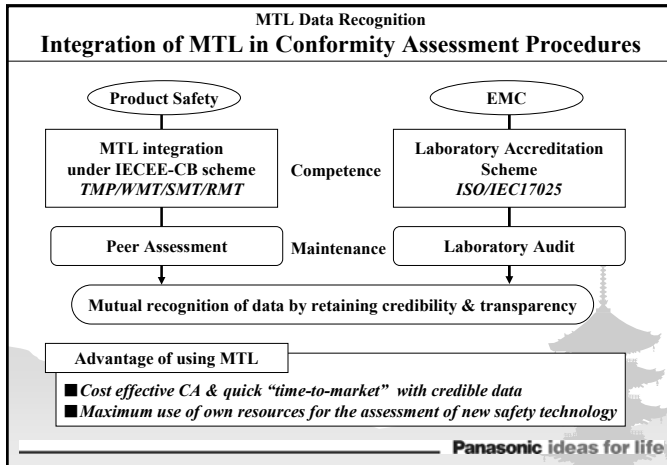 MTL Data Recognition
Integration of MTL in Conformity Assessment Procedures
Product Safety
EMC
MTL integration
under IECEE-CB scheme
TMP/WMT/SMT/RMT
Competence
Laboratory Accreditation
Scheme
ISO/IEC17025
Peer Assessment
Maintenance
Laboratory Audit
Mutual recognition of data by retaining credibility & transparency
Advantage of using MTL
■Cost effective CA & quick “time-to-market” with credible data
■Maximum use of own resources for the assessment of new safety technology
Panasonic ideas for life